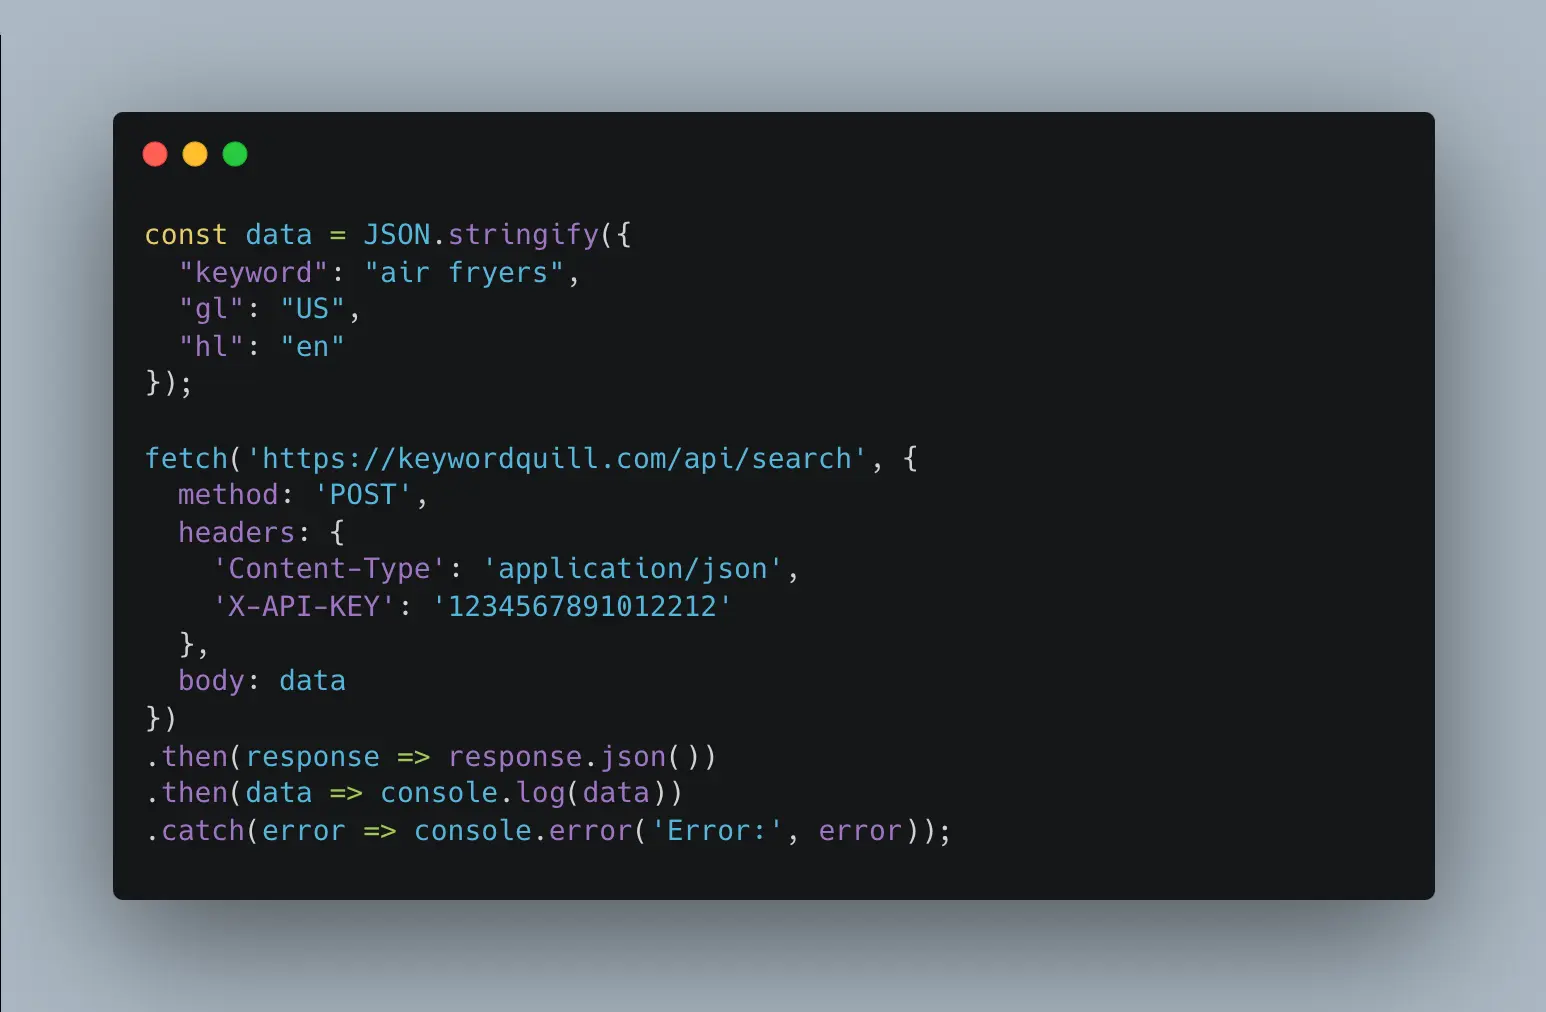 const data = JSON.stringify({
  "keyword": "air fryers",
  "gl": "US",
  "hl": "en"
});

fetch('https://keywordquill.com/api/search', {
  method: 'POST',
  headers: {
    'Content-Type': 'application/json',
    'X-API-KEY': '1234567891012212'
  },
  body: data
})
.then(response => response.json())
.then(data => console.log(data))
.catch(error => console.error('Error:', error));